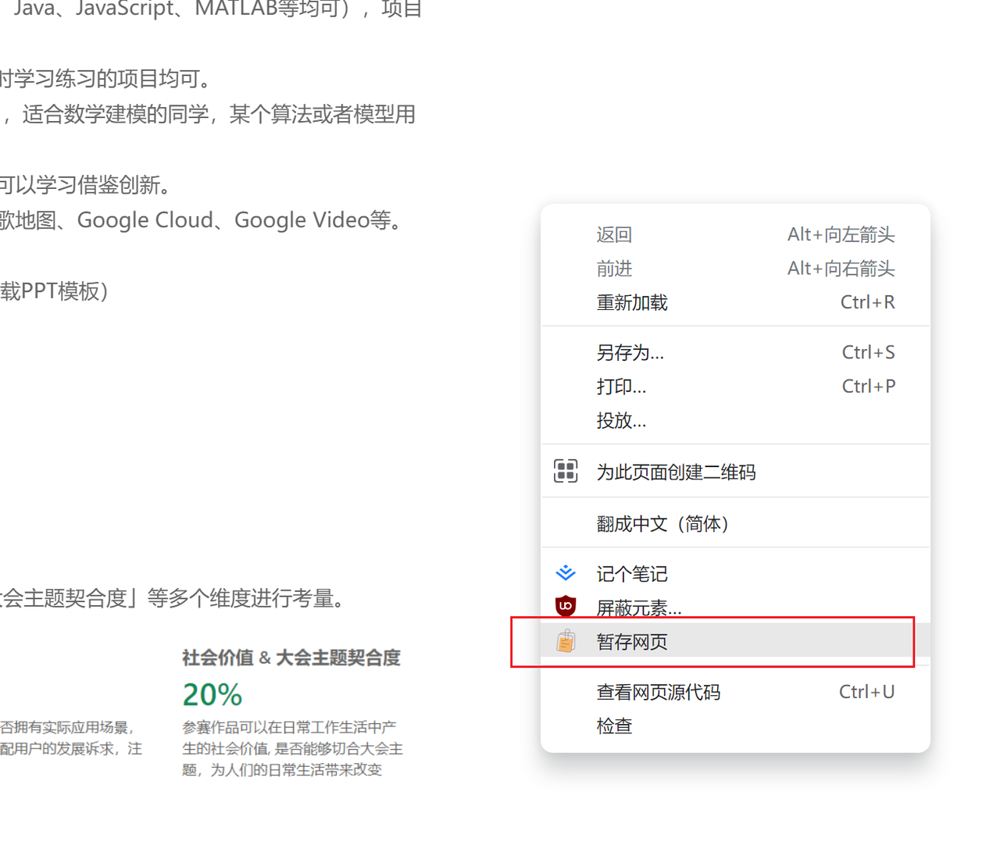 Java、JavaScript、MATLAB等均可），项目
时学习练习的项目均可。
，适合数学建模的同学，某个算法或者模型用
可以学习借鉴创新。
歌地图、Google Cloud、Google Video等。
载PPT模板）
大会主题契合度」等多个维度进行考量。
社会价值 & 大会主题契合度
20%
否拥有实际应用场景，
配用户的发展诉求，注
参赛作品可以在日常工作生活中产
生的社会价值, 是否能够切合大会主
题，为人们的日常生活带来改变
返回 Alt+向左箭头
前进 Alt+向右箭头
重新加载 Ctrl+R
另存为... Ctrl+S
打印... Ctrl+P
投放...
为此页面创建二维码
翻成中文（简体）
记个笔记
屏蔽元素...
暂存网页
查看网页源代码 Ctrl+U
检查